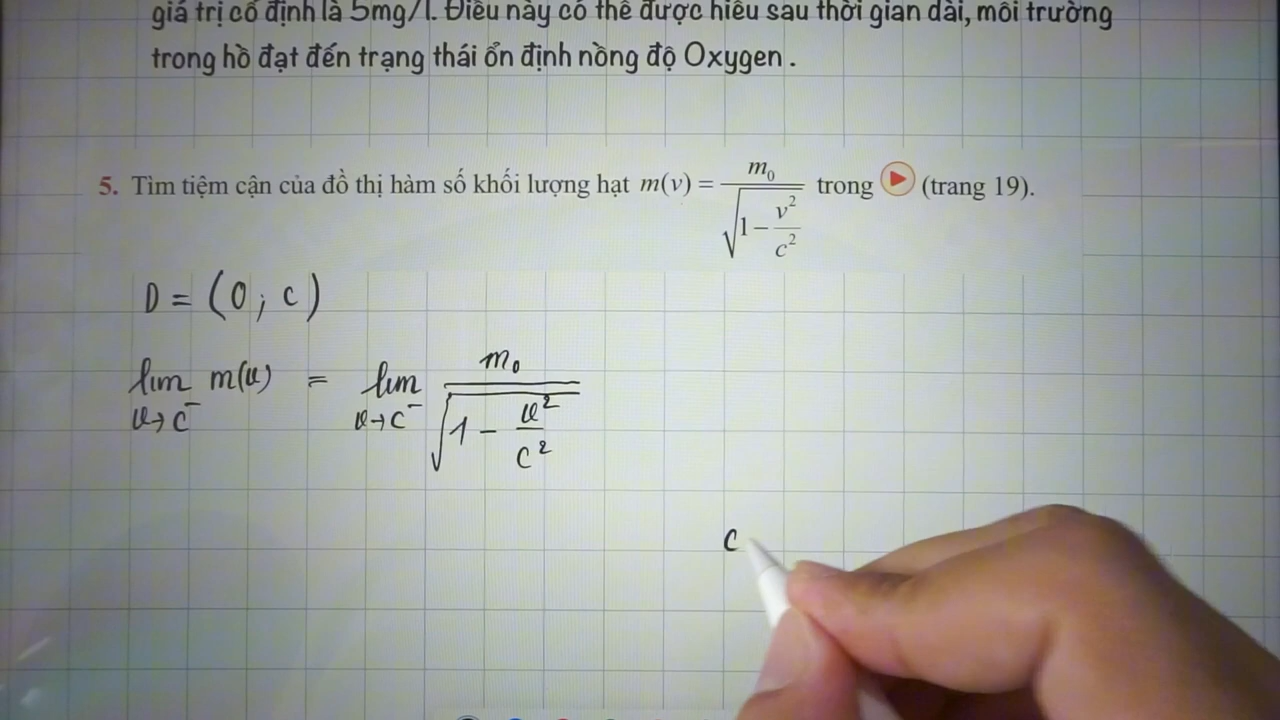 giá trị cố định là 5mg/l. Điều này có thể được hiểu sau thời gian dài, môi trường
trong hồ đạt đến trạng thái ổn định nồng độ Oxygen .
5. Tìm tiệm cận của đồ thị hàm số khối lượng hạt m(v) = m₀ / √(1 − v²/c²) trong (trang 19).
D = (0 ; c)
lim v→c⁻ m(v) = lim v→c⁻ m₀ / √(1 − v²/c²)
c